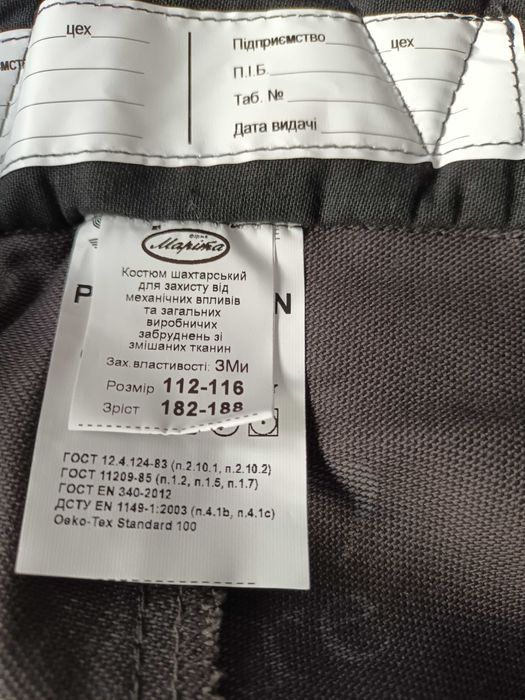 цех
Підприємство цех
П.І.Б.
Таб. №
Дата видачі
фірма
Маріта
Костюм шахтарський
для захисту від
механічних впливів
та загальних
виробничих
забруднень зі
змішаних тканин
Зах. властивості: ЗМи
Розмір 112-116
Зріст 182-188
P N
ГОСТ 12.4.124-83 (п.2.10.1, п.2.10.2)
ГОСТ 11209-85 (п.1.2, п.1.5, п.1.7)
ГОСТ EN 340-2012
ДСТУ EN 1149-1:2003 (п.4.1b, п.4.1c)
Oeko-Tex Standard 100